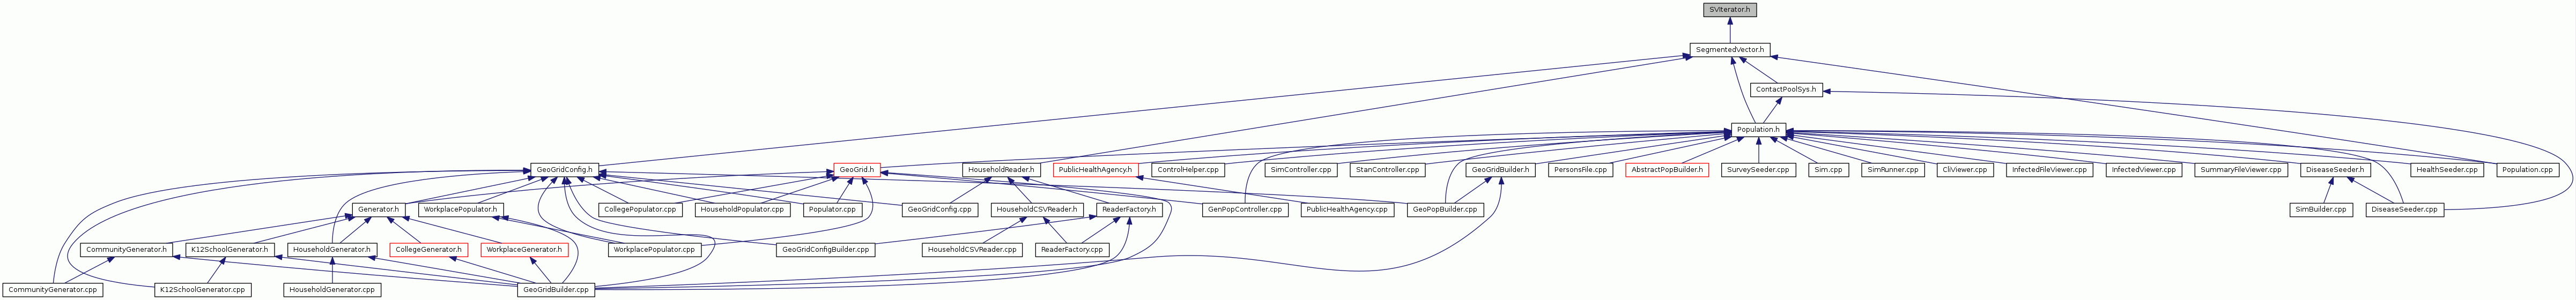 SVIterator.h
SegmentedVector.h
ContactPoolSys.h
Population.h
GeoGridConfig.h
GeoGrid.h
HouseholdReader.h
PublicHealthAgency.h
ControlHelper.cpp
SimController.cpp
StanController.cpp
GeoGridBuilder.h
PersonsFile.cpp
AbstractPopBuilder.h
SurveySeeder.cpp
Sim.cpp
SimRunner.cpp
CliViewer.cpp
InfectedFileViewer.cpp
InfectedViewer.cpp
SummaryFileViewer.cpp
DiseaseSeeder.h
HealthSeeder.cpp
Population.cpp
Generator.h
WorkplacePopulator.h
CollegePopulator.cpp
HouseholdPopulator.cpp
Populator.cpp
GeoGridConfig.cpp
HouseholdCSVReader.h
ReaderFactory.h
GenPopController.cpp
PublicHealthAgency.cpp
GeoPopBuilder.cpp
SimBuilder.cpp
DiseaseSeeder.cpp
CommunityGenerator.h
K12SchoolGenerator.h
HouseholdGenerator.h
CollegeGenerator.h
WorkplaceGenerator.h
WorkplacePopulator.cpp
GeoGridConfigBuilder.cpp
HouseholdCSVReader.cpp
ReaderFactory.cpp
CommunityGenerator.cpp
K12SchoolGenerator.cpp
HouseholdGenerator.cpp
GeoGridBuilder.cpp